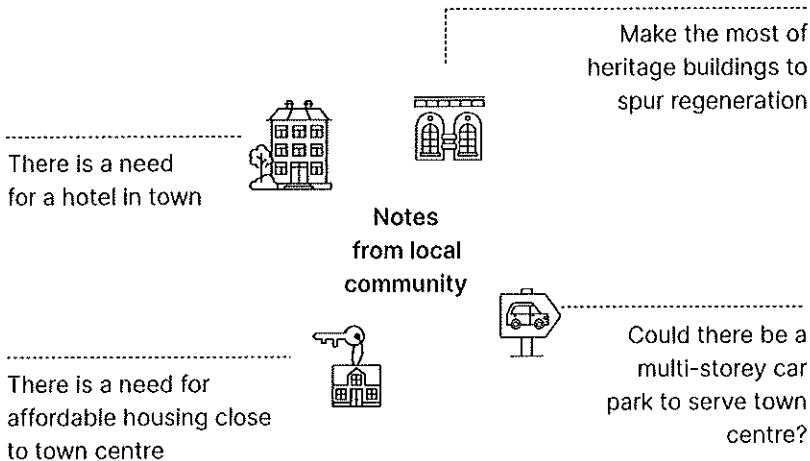 Make the most of
heritage buildings to
spur regeneration
There is a need
for a hotel in town
Notes
from local
community
Could there be a
multi-storey car
park to serve town
centre?
There is a need for
affordable housing close
to town centre